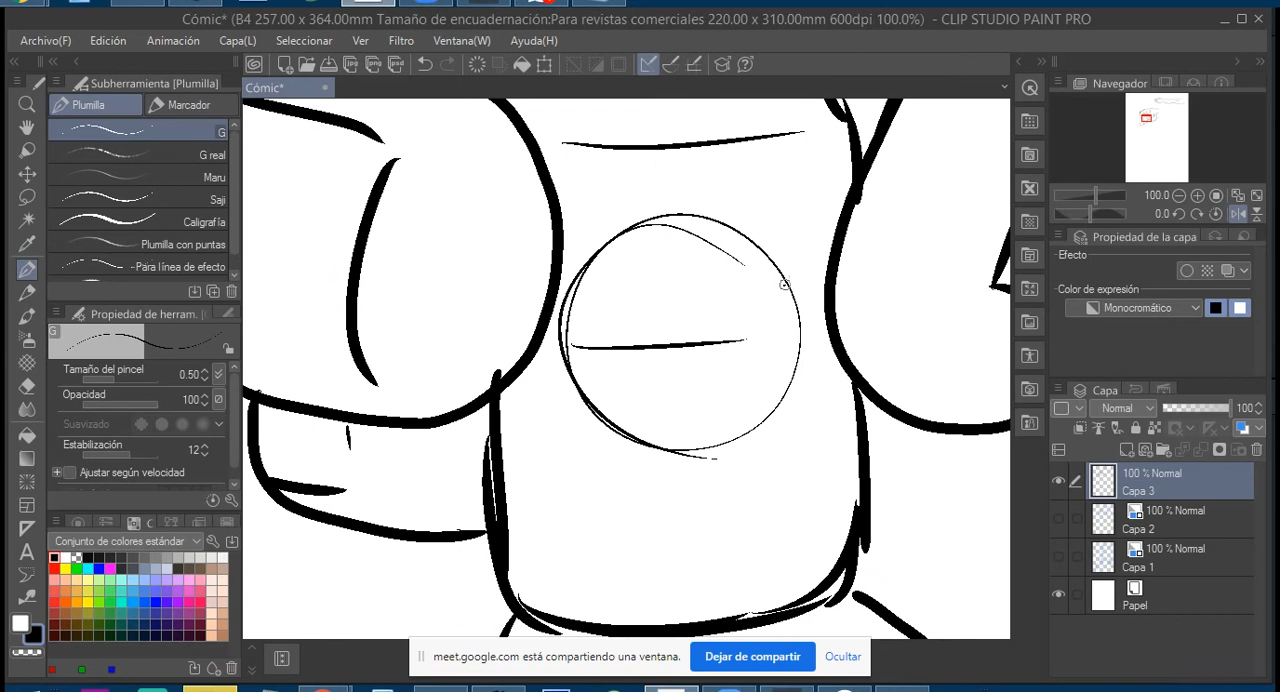 Cómic* (B4 257.00 x 364.00mm Tamaño de encuadernación:Para revistas comerciales 220.00 x 310.00mm 600dpi 100.0%) - CLIP STUDIO PAINT PRO
Archivo(F) Edición Animación Capa(L) Seleccionar Ver Filtro Ventana(W) Ayuda(H)
Subherramienta [Plumilla]
Plumilla Marcador
G
G real
Maru
Saji
Caligrafía
Plumilla con puntas
Para línea de efecto
Propiedad de herram.
G
Tamaño del pincel 0.50
Opacidad 100
Suavizado
Estabilización 12
Ajustar según velocidad
Conjunto de colores estándar
Cómic*
Navegador
100.0
0.0
Propiedad de la capa
Efecto
Color de expresión
Monocromático
Capa
Normal 100
100 % Normal
Capa 3
100 % Normal
Capa 2
100 % Normal
Capa 1
Papel
meet.google.com está compartiendo una ventana. Dejar de compartir Ocultar